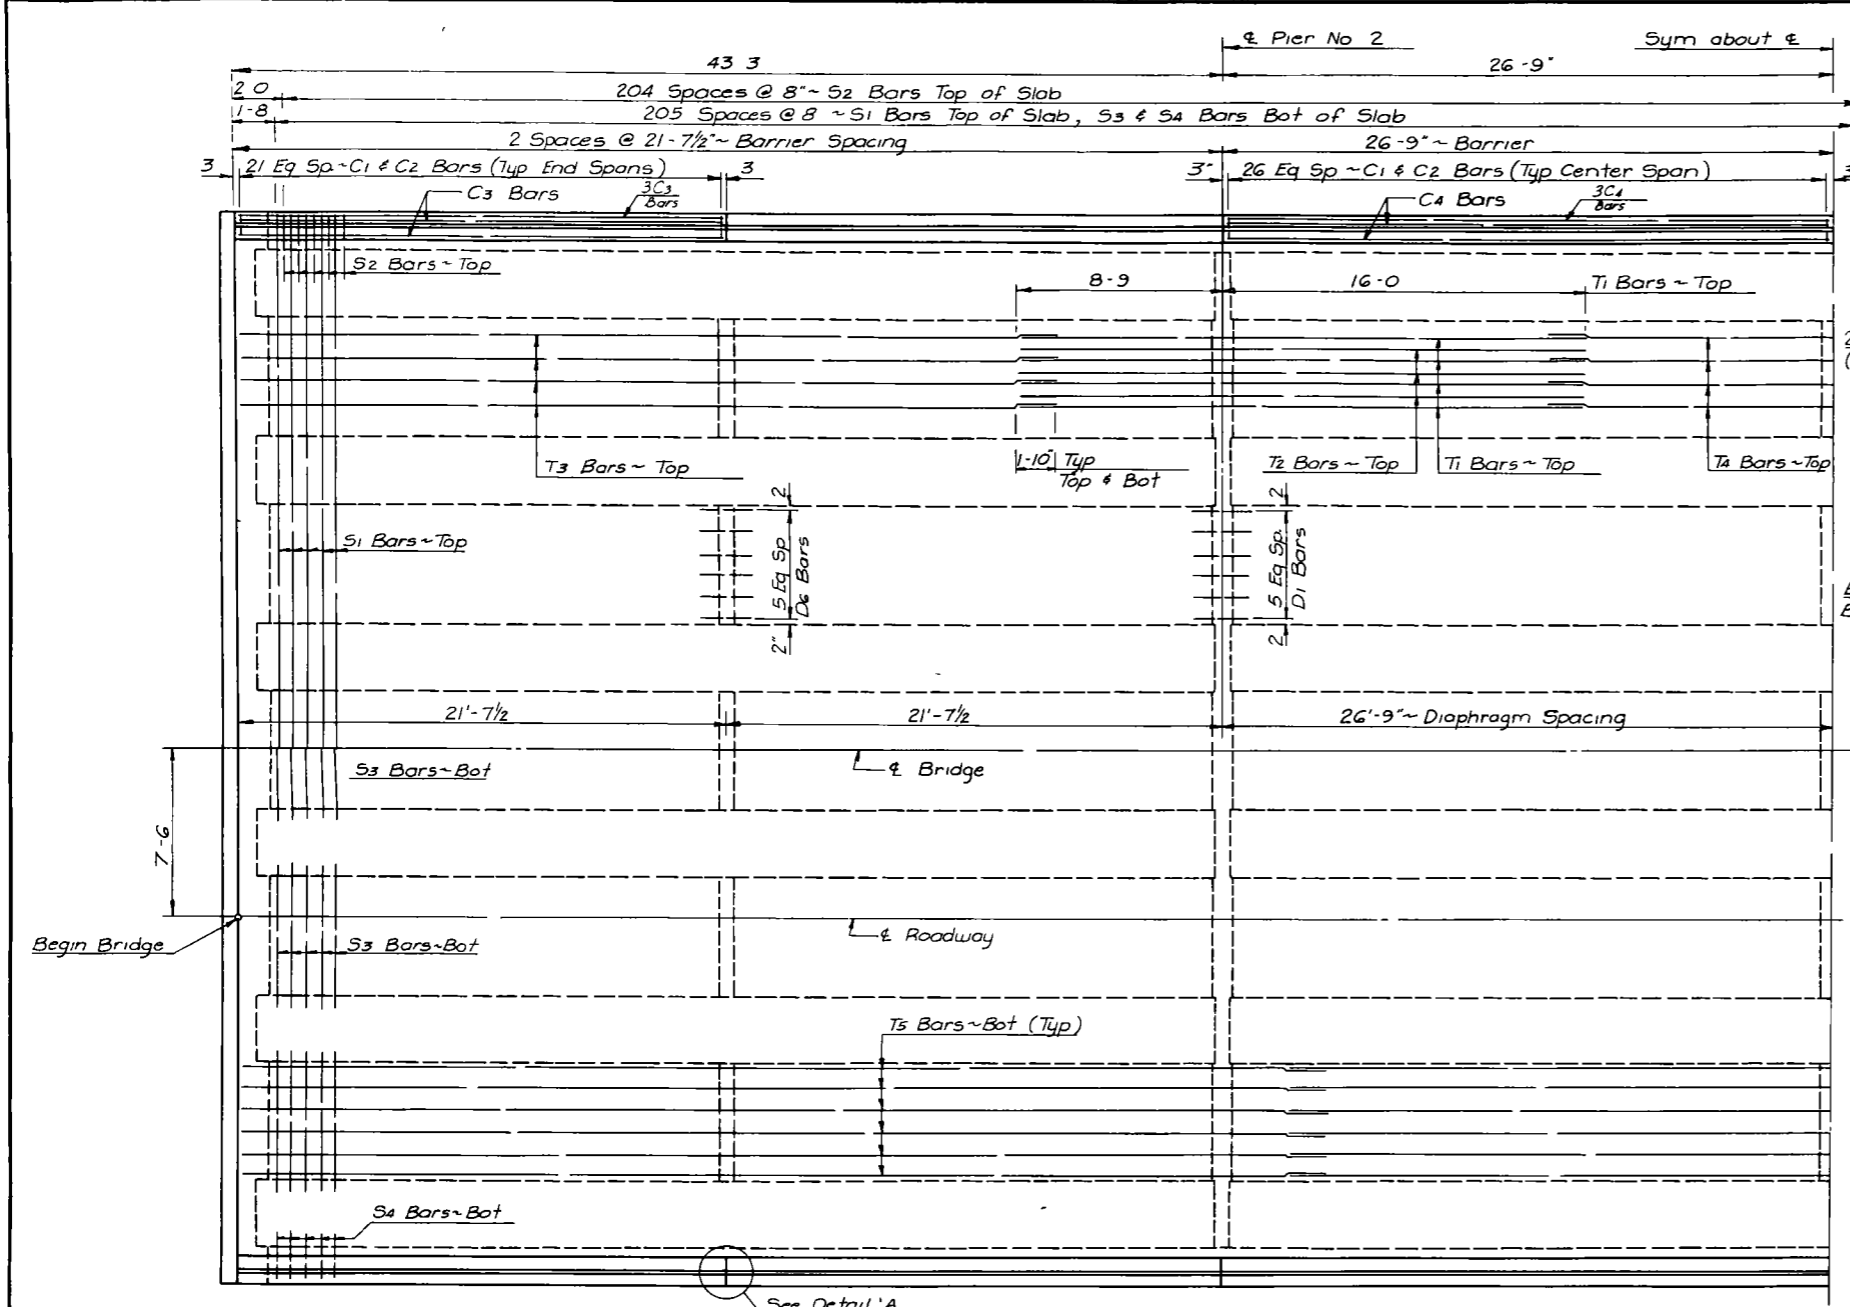 ℄ Pier No 2
Sym about ℄
43 3
26-9"
2 0
204 Spaces @ 8"~ S2 Bars Top of Slab
1-8
205 Spaces @ 8 ~ S1 Bars Top of Slab, S3 & S4 Bars Bot of Slab
2 Spaces @ 21-7½"~ Barrier Spacing
26-9"~ Barrier
3
21 Eq Sp~C1 & C2 Bars (Typ End Spans)
3
3"
26 Eq Sp ~C1 & C2 Bars (Typ Center Span)
C3 Bars
3C3
Bars
C4 Bars
3C4
Bars
S2 Bars~Top
8-9
16-0
T1 Bars ~ Top
T3 Bars ~ Top
1-10" Typ
Top & Bot
T2 Bars ~ Top
T1 Bars ~ Top
T4 Bars ~Top
S1 Bars~Top
2
5 Eq Sp
D6 Bars
2"
2
5 Eq Sp.
D1 Bars
2
21'-7½
21'-7½
26'-9"~ Diaphragm Spacing
S3 Bars~Bot
℄ Bridge
7-6
Begin Bridge
S3 Bars~Bot
℄ Roadway
T5 Bars~Bot (Typ)
S4 Bars~Bot
See Detail 'A